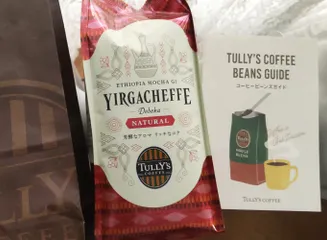 ETHIOPIA MOCHA G1
YIRGACHEFFE
NATURAL
TULLY'S
COFFEE
TULLY'S COFFEE
BEANS GUIDE
コーヒービーンズガイド
TULLY'S COFFEE